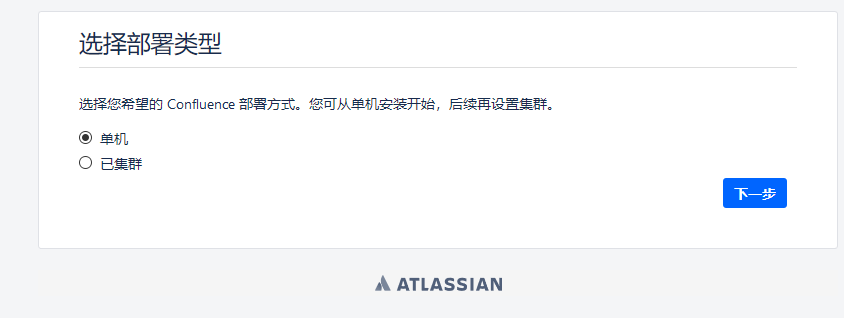 选择部署类型
选择您希望的 Confluence 部署方式。您可从单机安装开始，后续再设置集群。
单机
已集群
下一步
ATLASSIAN